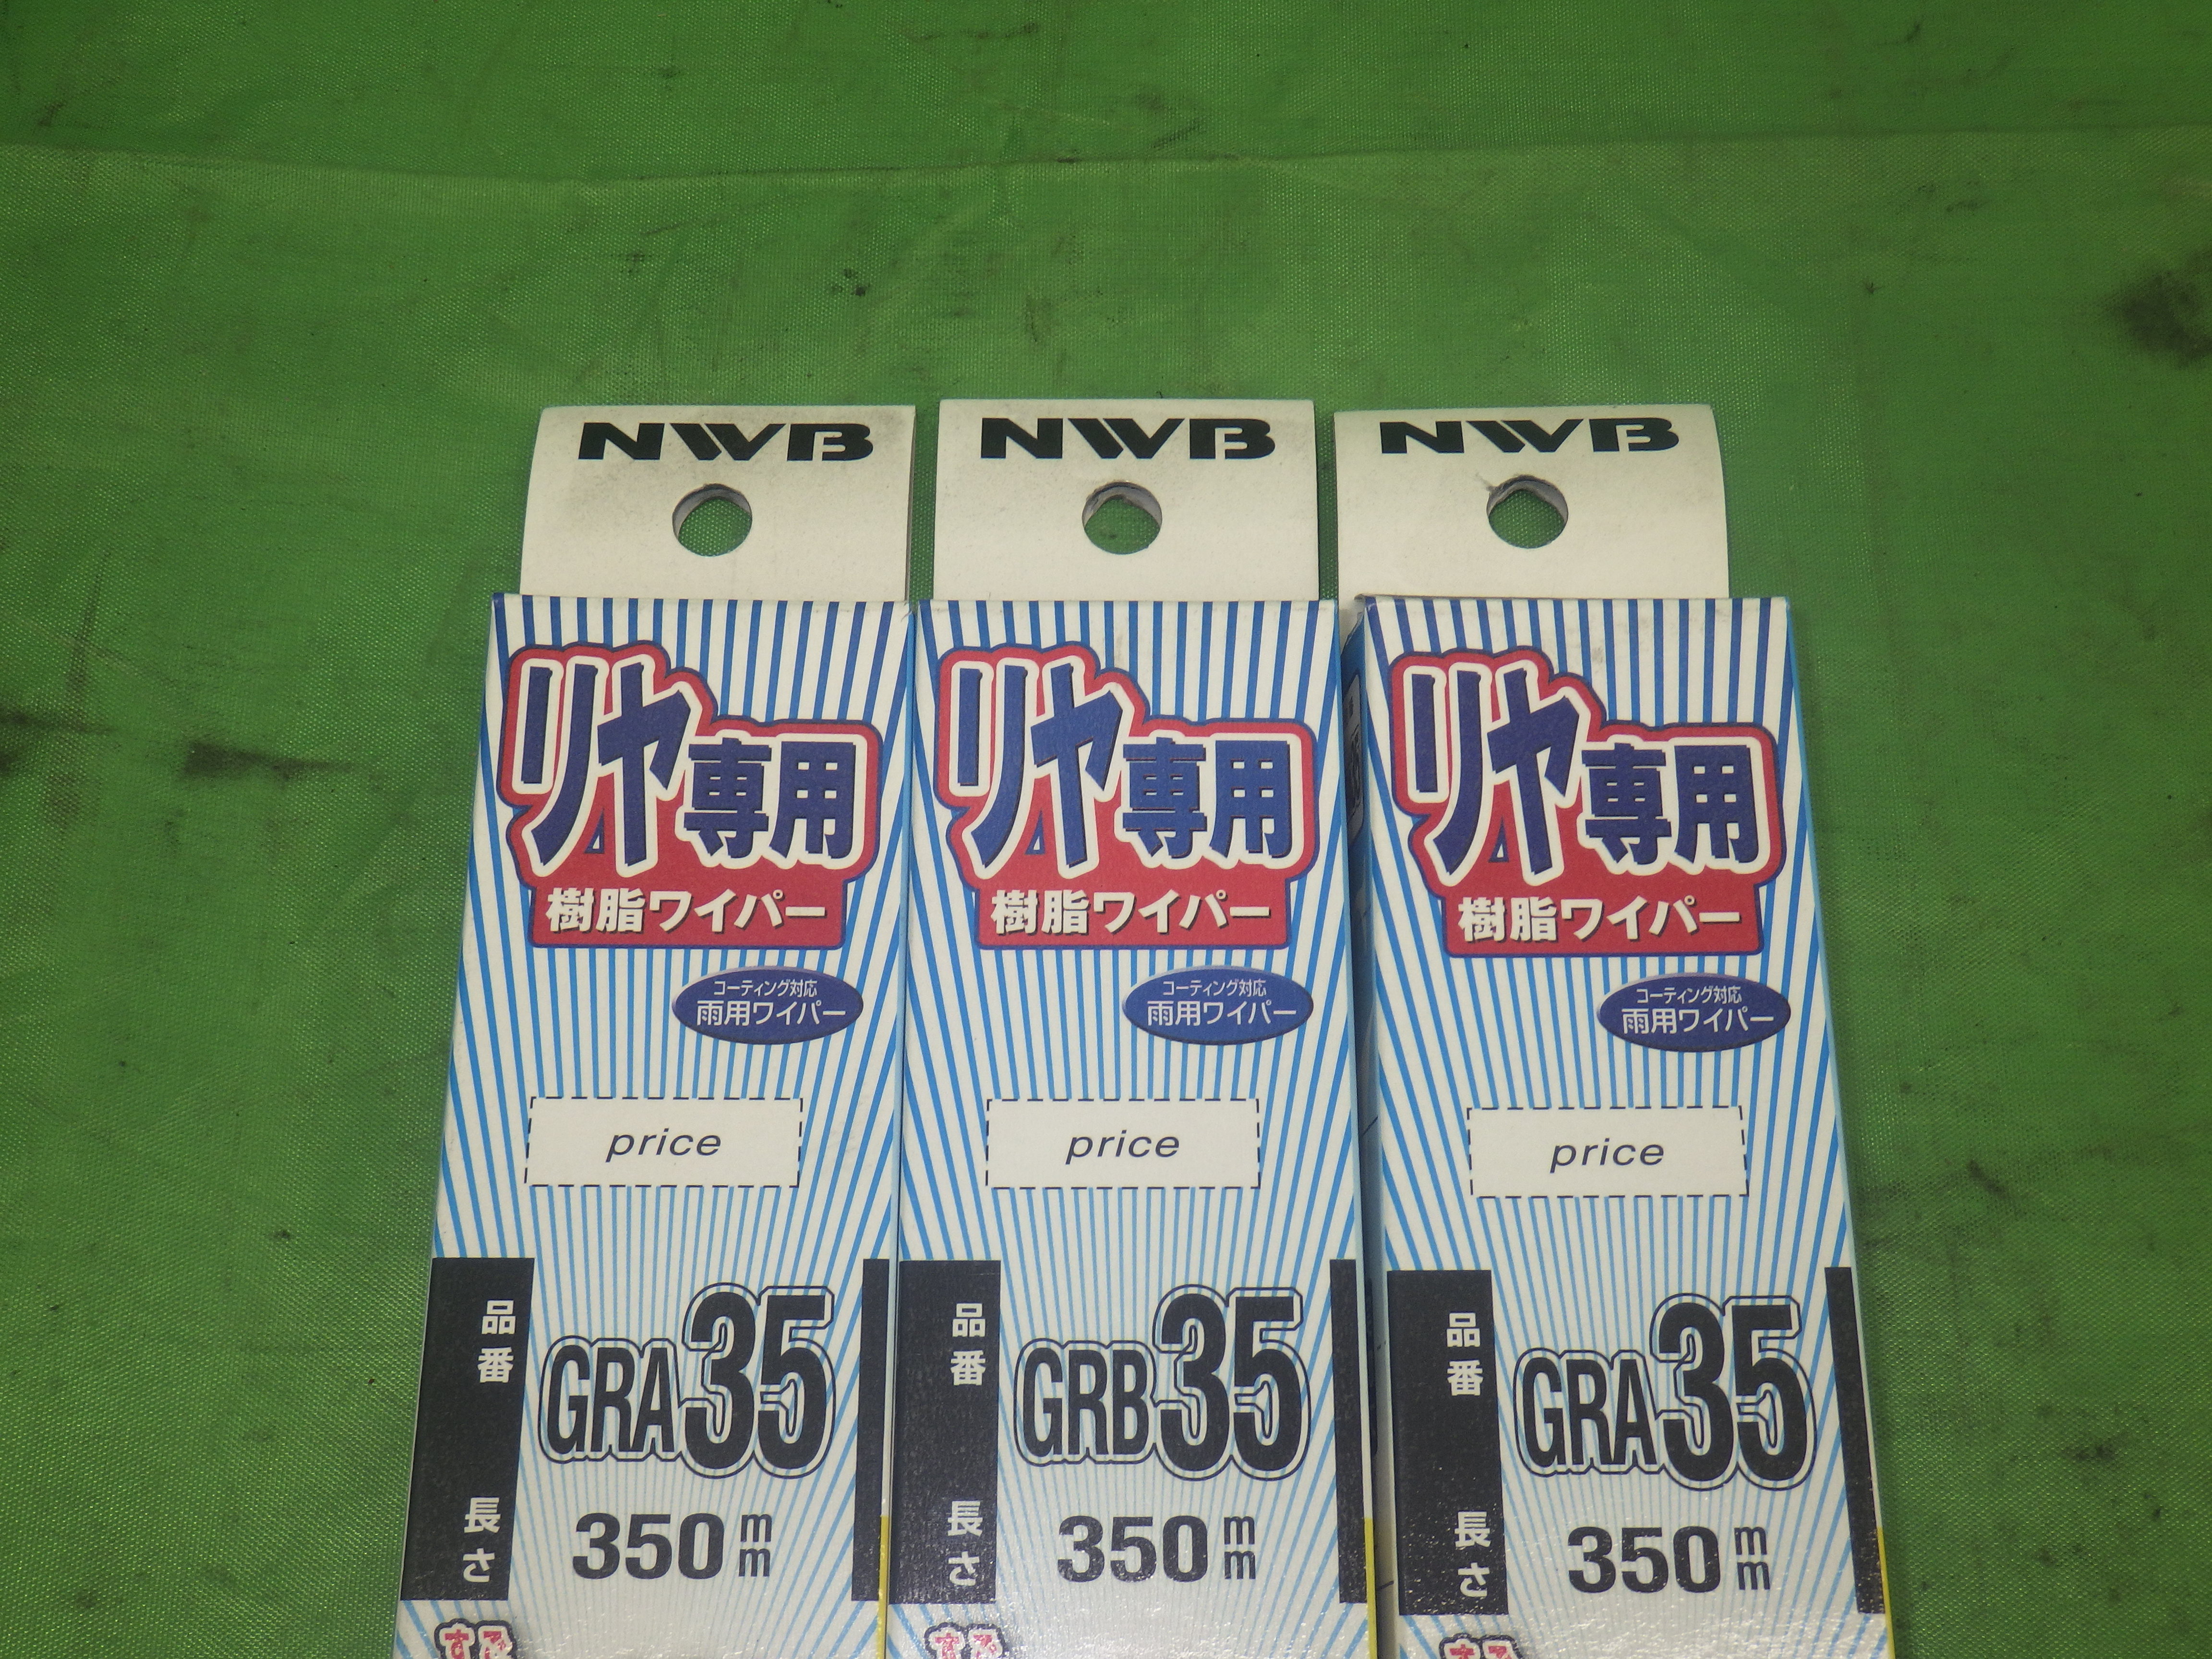 NWB
リヤ専用
樹脂ワイパー
コーティング対応
雨用ワイパー
price
品番
GRA35
長さ
350mm
NWB
リヤ専用
樹脂ワイパー
コーティング対応
雨用ワイパー
price
品番
GRB35
長さ
350mm
NWB
リヤ専用
樹脂ワイパー
コーティング対応
雨用ワイパー
price
品番
GRA35
長さ
350mm